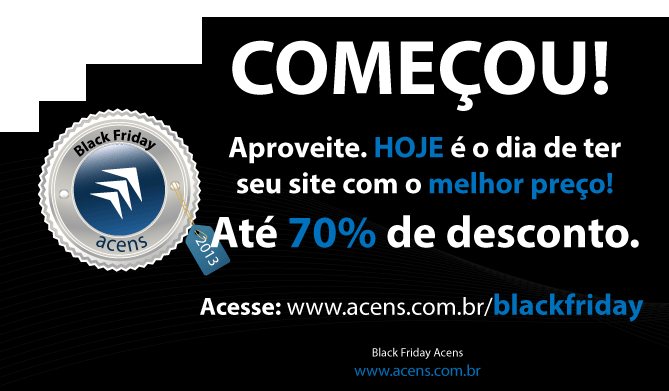 COMEÇOU!
Black Friday
acens
2013
Aproveite. HOJE é o dia de ter
seu site com o melhor preço!
Até 70% de desconto.
Acesse: www.acens.com.br/blackfriday
Black Friday Acens
www.acens.com.br